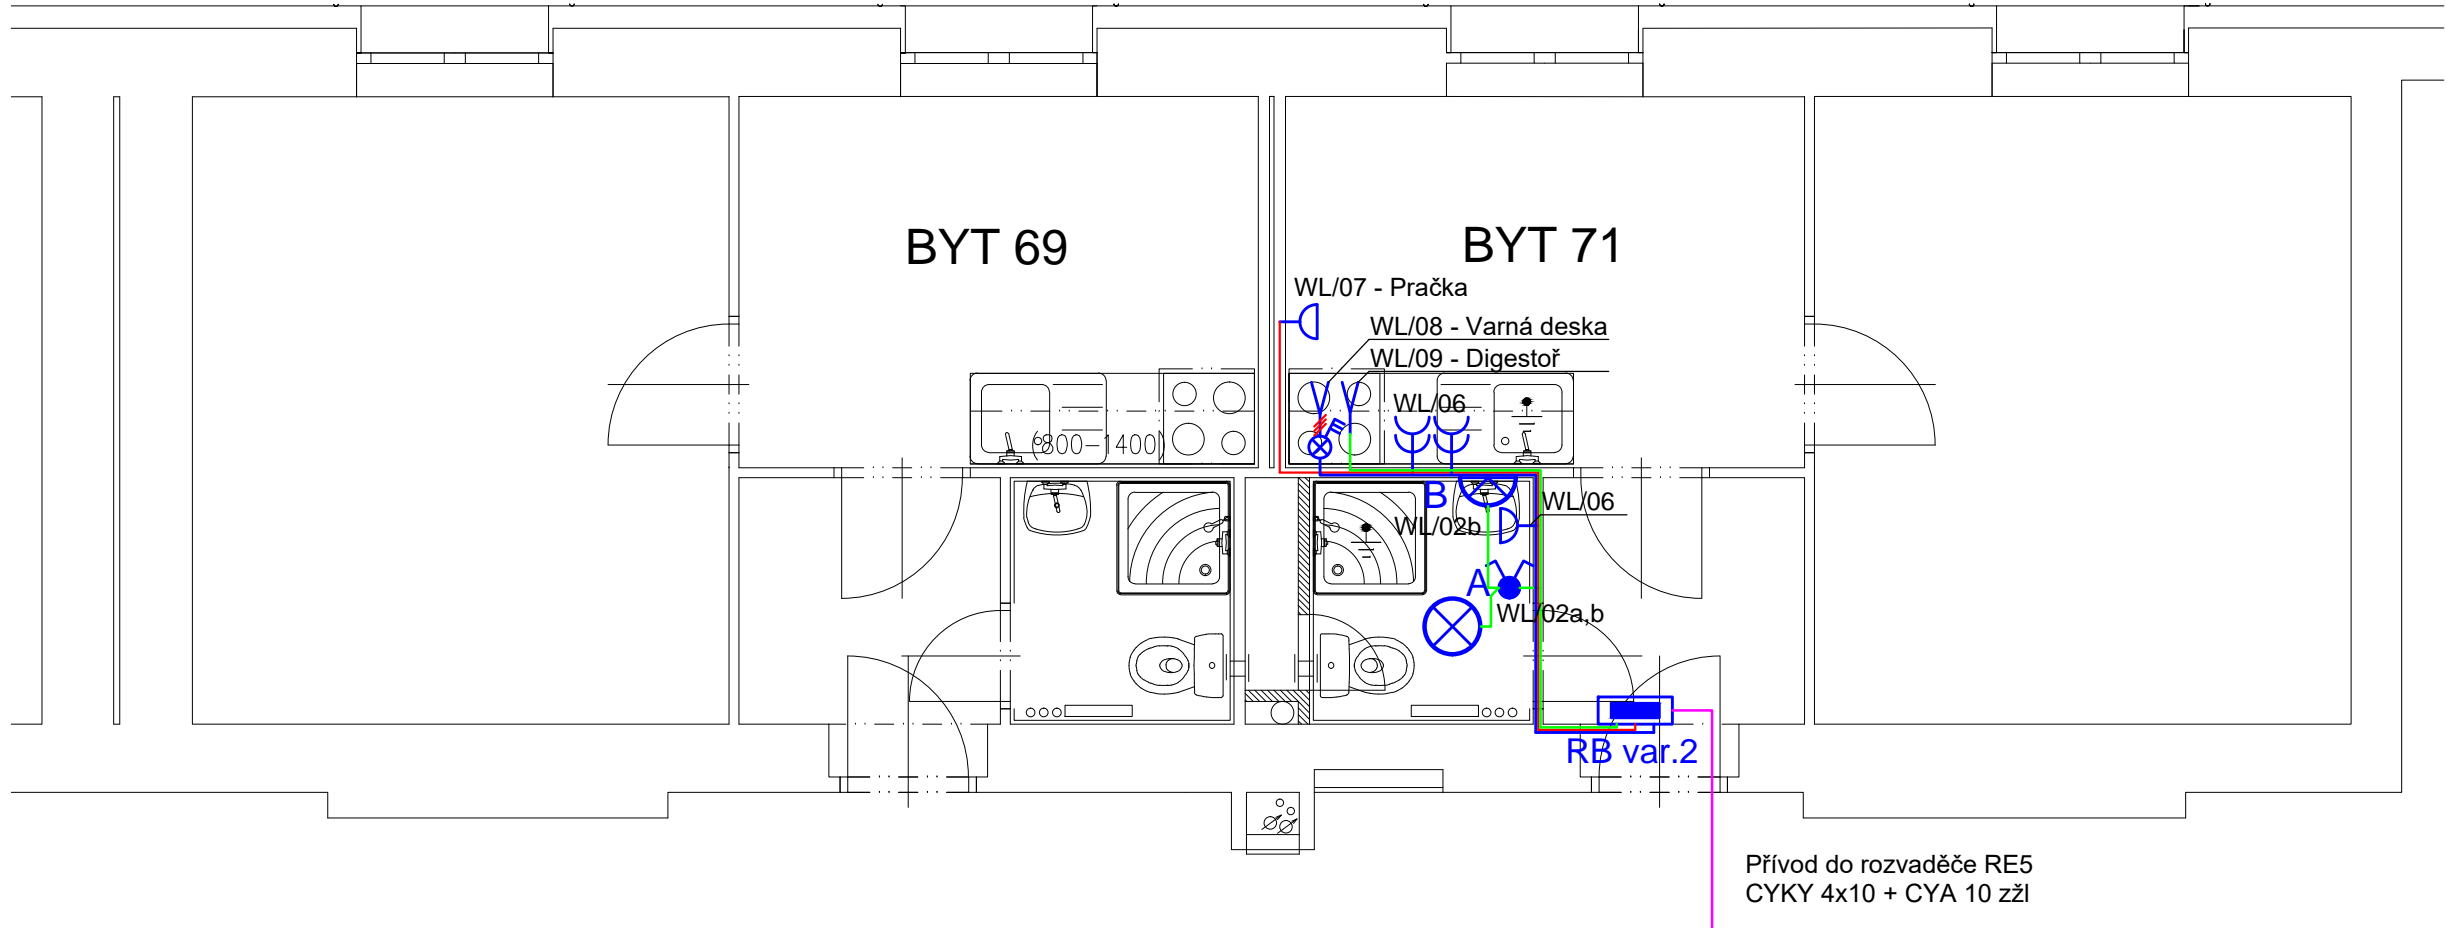 BYT 69
BYT 71
WL/07 - Pračka
WL/08 - Varná deska
WL/09 - Digestoř
WL/06
E
(800-1400)
B
WL/06
WL/02b
A
WL/02a,b
RB var.2
Přívod do rozvaděče RE5
CYKY 4x10 + CYA 10 zžl